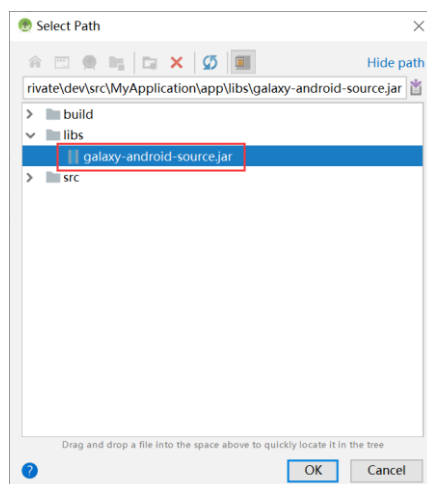 Select Path
Hide path
rivate\dev\src\MyApplication\app\libs\galaxy-android-source.jar
build
libs
galaxy-android-source.jar
src
Drag and drop a file into the space above to quickly locate it in the tree
? OK Cancel